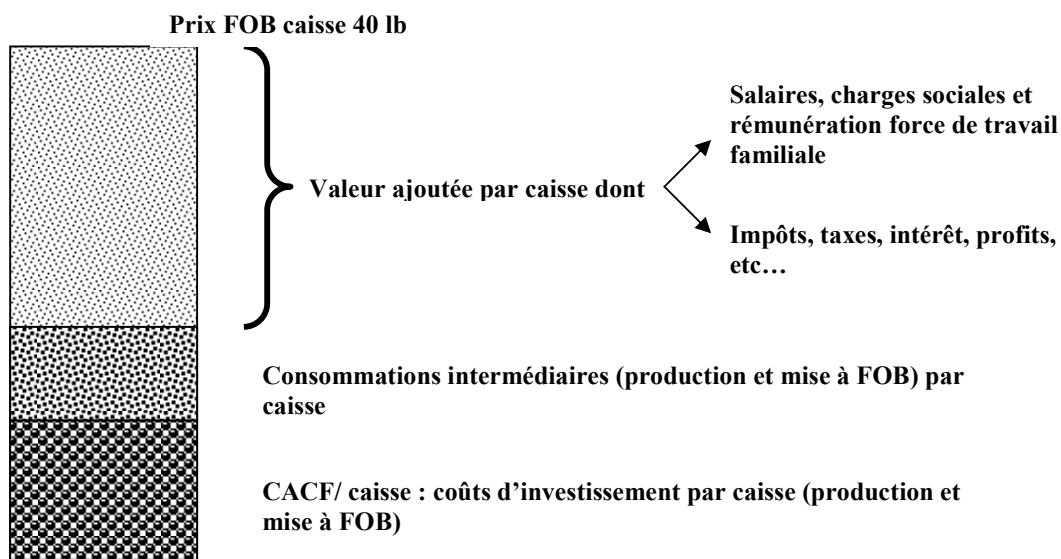 Prix FOB caisse 40 lb
Salaires, charges sociales et
rémunération force de travail
familiale
Valeur ajoutée par caisse dont
Impôts, taxes, intérêt, profits,
etc…
Consommations intermédiaires (production et mise à FOB) par
caisse
CACF/ caisse : coûts d’investissement par caisse (production et
mise à FOB)